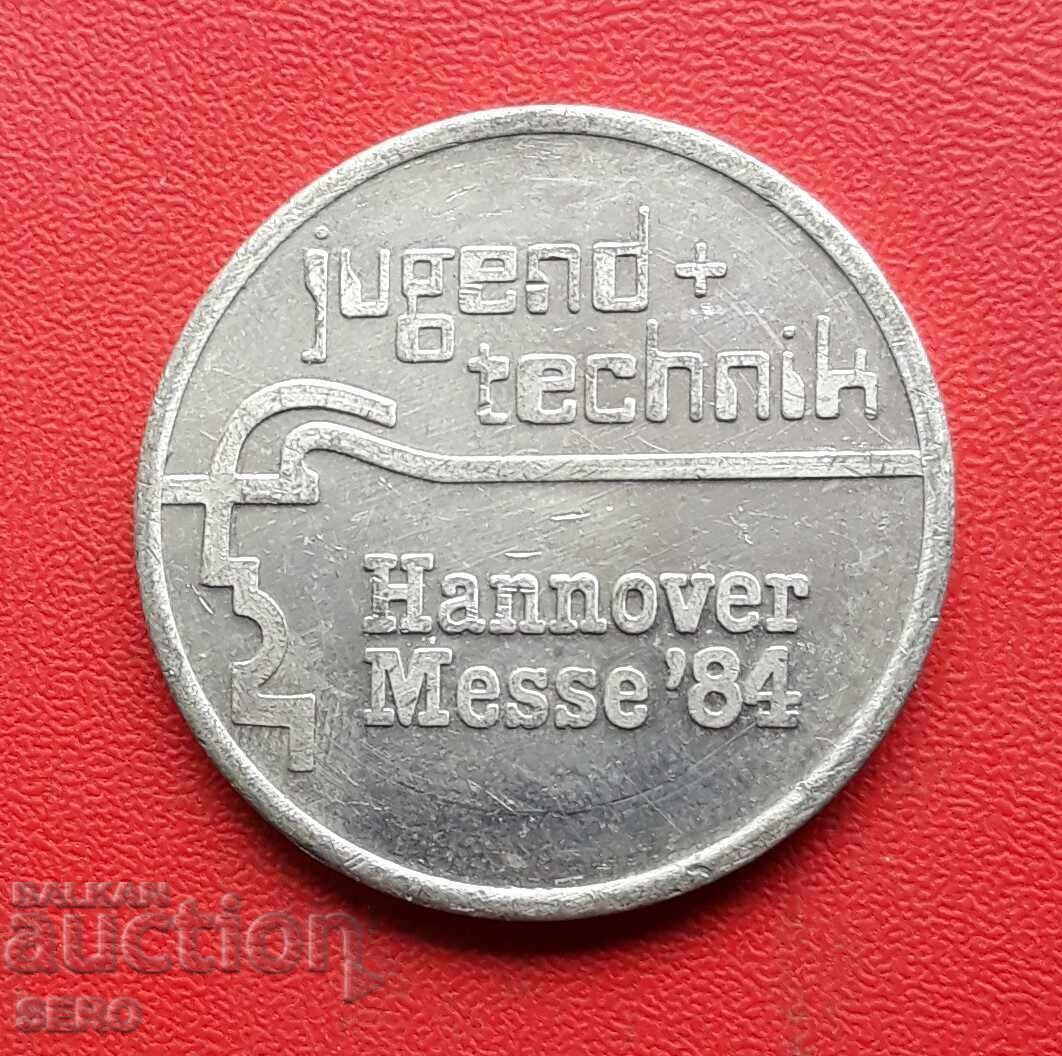 jugend +
technik
Hannover
Messe '84
BALKAN
auction
SERO